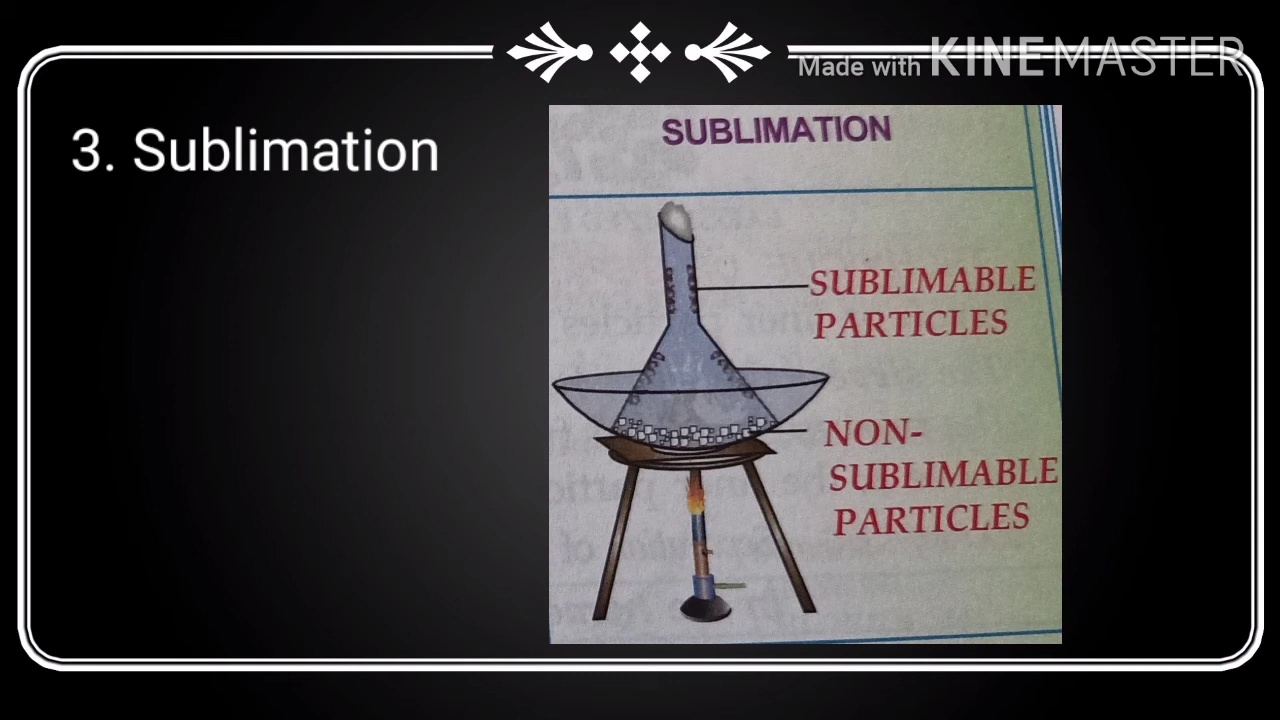 Made with KINEMASTER
3. Sublimation
SUBLIMATION
SUBLIMABLE
PARTICLES
NON-
SUBLIMABLE
PARTICLES